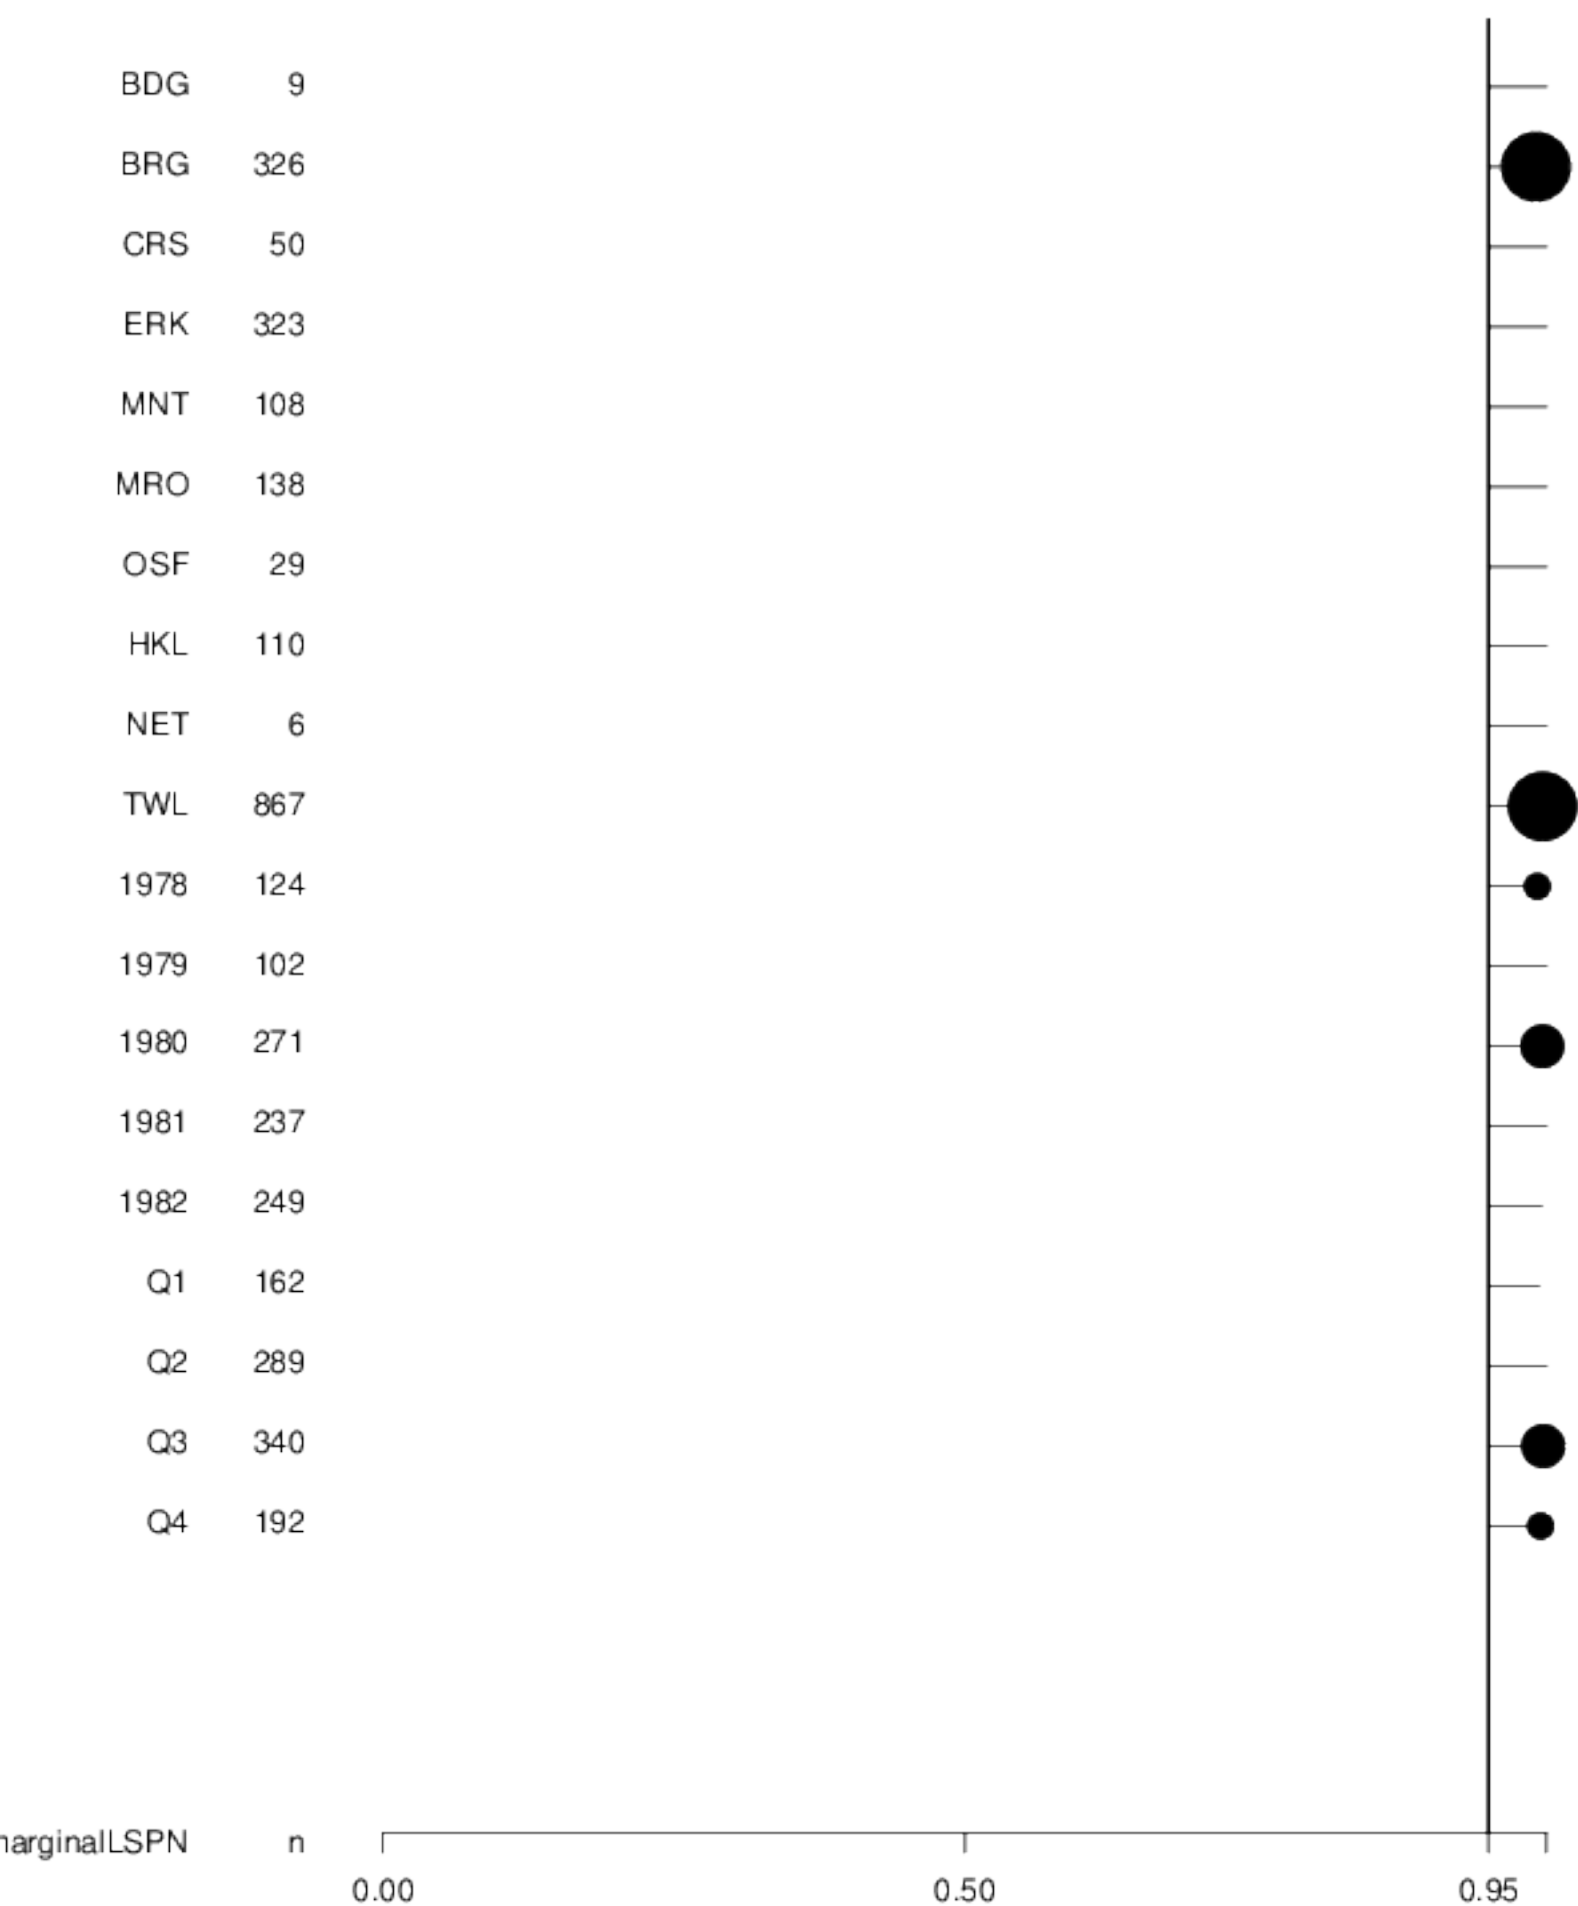 BDG 9
BRG 326
CRS 50
ERK 323
MNT 108
MRO 138
OSF 29
HKL 110
NET 6
TWL 867
1978 124
1979 102
1980 271
1981 237
1982 249
Q1 162
Q2 289
Q3 340
Q4 192
arginalLSPN n
0.00 0.50 0.95